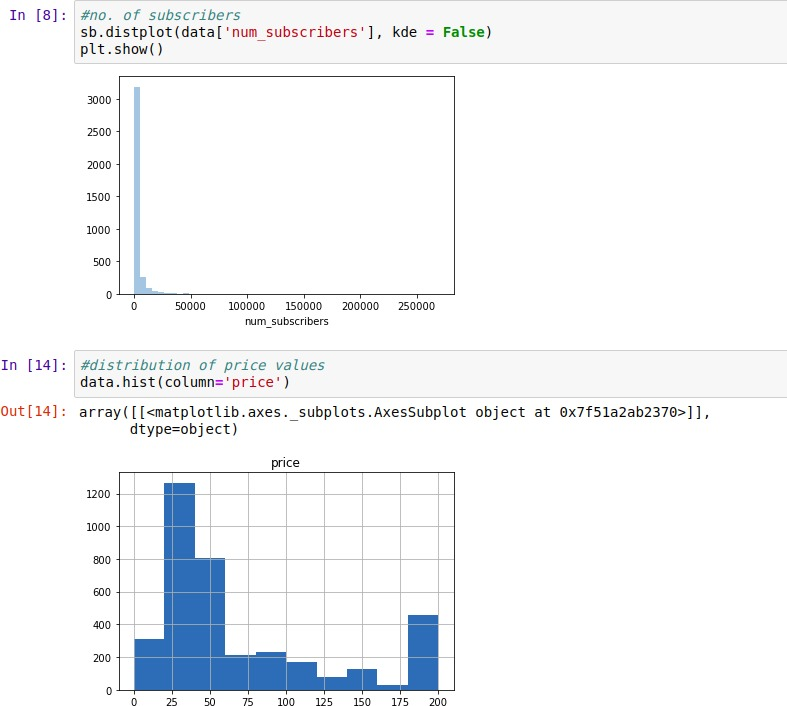 In [8]: #no. of subscribers
sb.distplot(data['num_subscribers'], kde = False)
plt.show()
3000
2500
2000
1500
1000
500
0
0 50000 100000 150000 200000 250000
num_subscribers
In [14]: #distribution of price values
data.hist(column='price')
Out[14]: array([[<matplotlib.axes._subplots.AxesSubplot object at 0x7f51a2ab2370>]],
dtype=object)
price
1200
1000
800
600
400
200
0
0 25 50 75 100 125 150 175 200